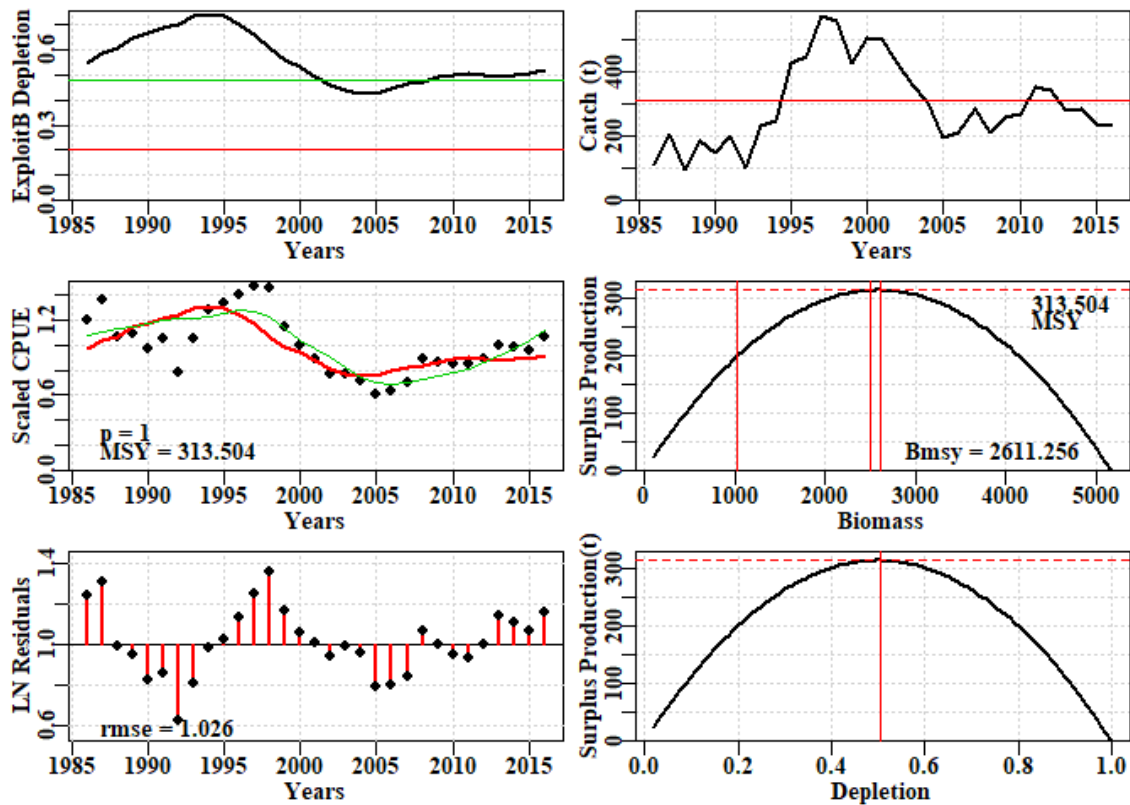 ExploitB Depletion
0.0 0.3 0.6
1985 1990 1995 2000 2005 2010 2015
Years
Catch (t)
0 200 400
1985 1990 1995 2000 2005 2010 2015
Years
Scaled CPUE
0.0 0.6 1.2
p = 1
MSY = 313.504
1985 1990 1995 2000 2005 2010 2015
Years
Surplus Production
0 100 200 300
313.504
MSY
Bmsy = 2611.256
0 1000 2000 3000 4000 5000
Biomass
LN Residuals
0.6 1.0 1.4
rmse = 1.026
1985 1990 1995 2000 2005 2010 2015
Years
Surplus Production(t)
0 100 200 300
0.0 0.2 0.4 0.6 0.8 1.0
Depletion